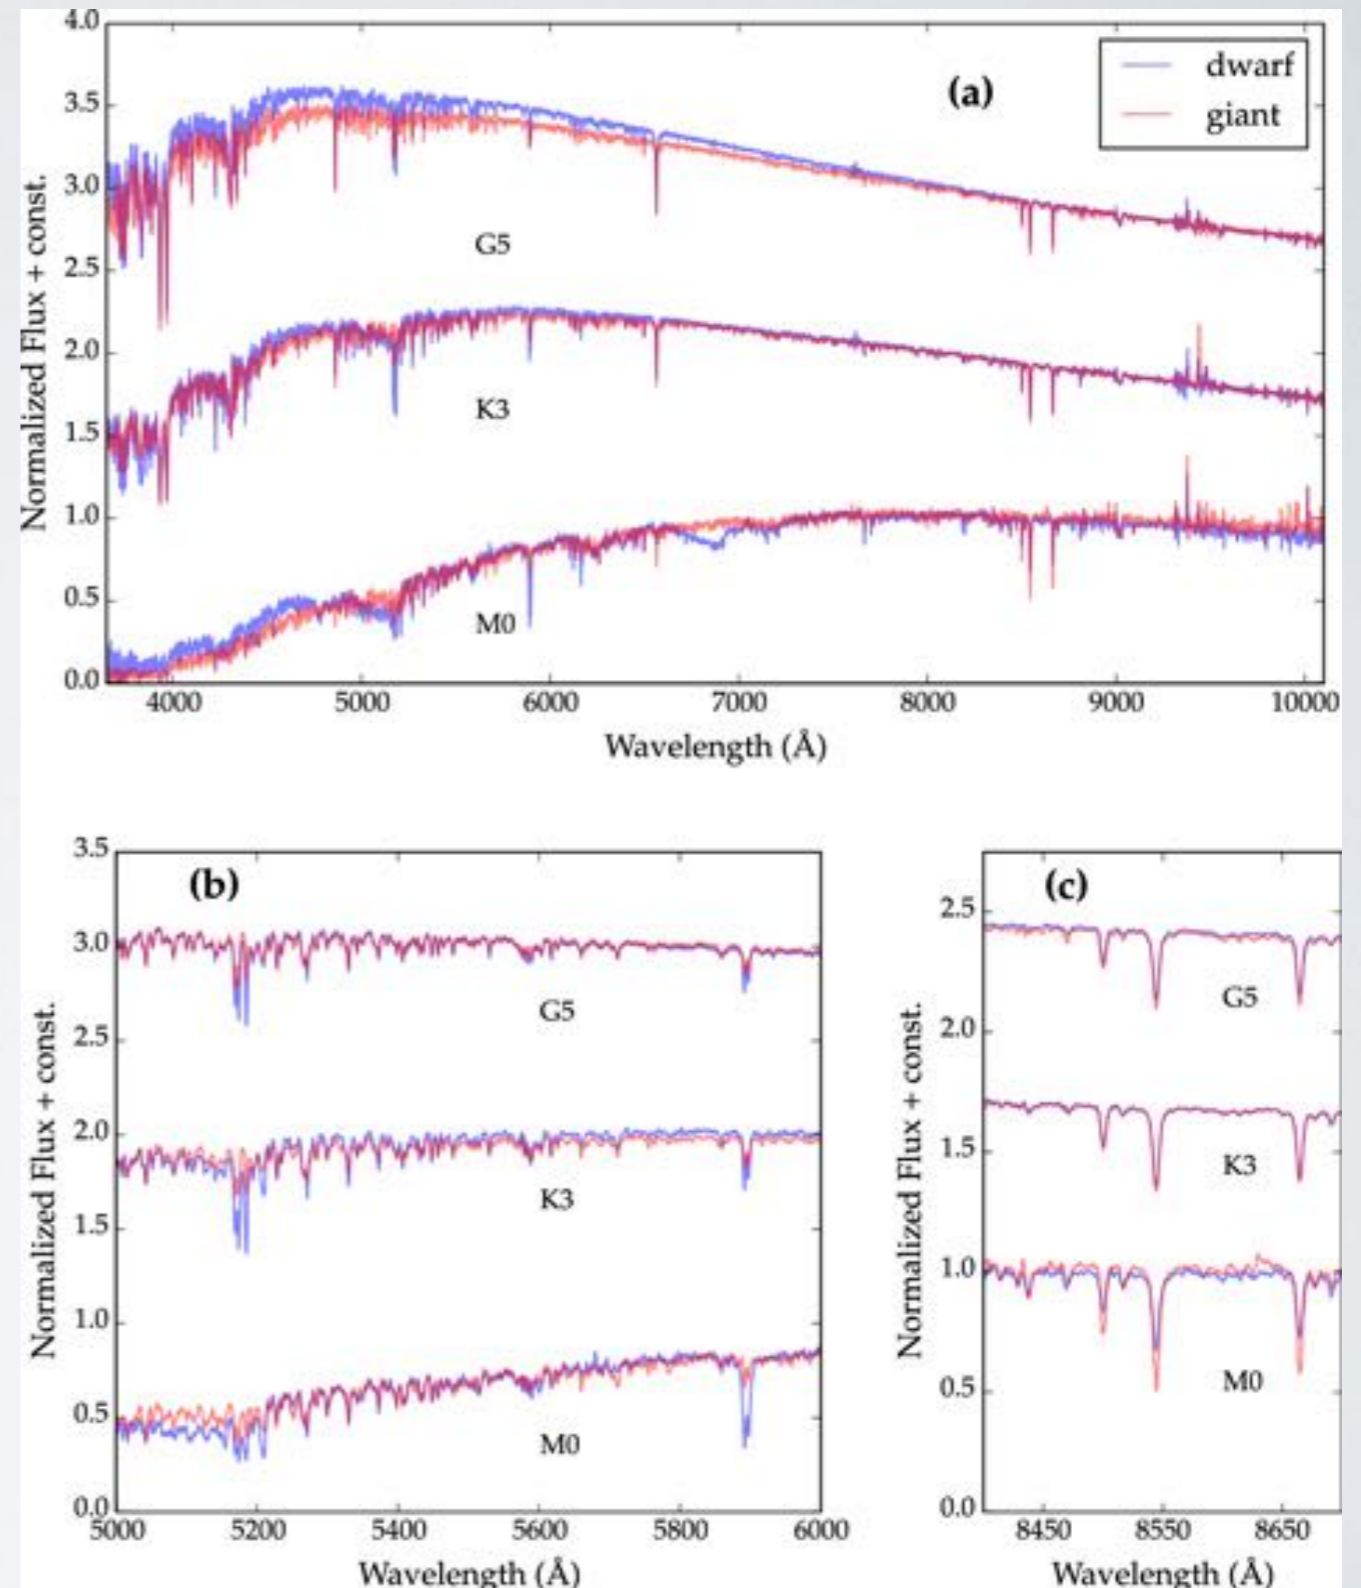 4.0
3.5
3.0
2.5
2.0
1.5
1.0
0.5
0.0
Normalized Flux + const.
(a)
dwarf
giant
G5
K3
M0
4000 5000 6000 7000 8000 9000 10000
Wavelength (Å)
3.5
3.0
2.5
2.0
1.5
1.0
0.5
0.0
Normalized Flux + const.
(b)
G5
K3
M0
5000 5200 5400 5600 5800 6000
Wavelength (Å)
2.5
2.0
1.5
1.0
0.5
0.0
Normalized Flux + const.
(c)
G5
K3
M0
8450 8550 8650
Wavelength (Å)